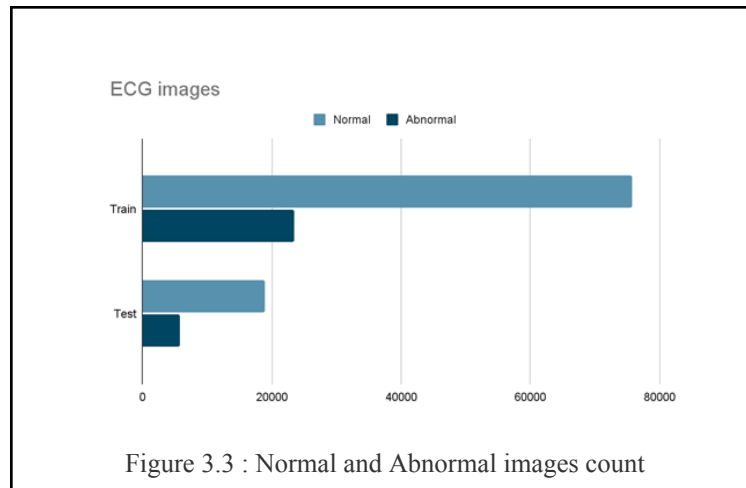 ECG images
Normal Abnormal
Train
Test
0 20000 40000 60000 80000
Figure 3.3 : Normal and Abnormal images count